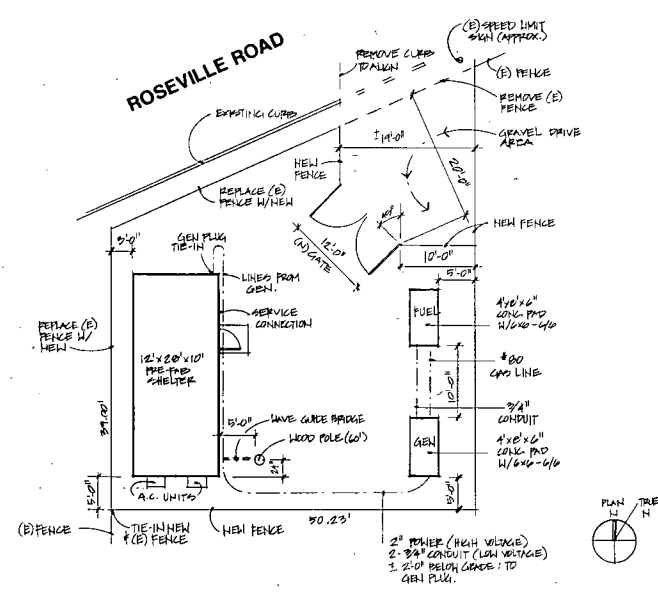 (E) SPEED LIMIT
SIGN (APPROX.)
ROSEVILLE ROAD
REMOVE CURB
TO ALIGN
(E) FENCE
REMOVE (E)
FENCE
EXISTING CURB
GRAVEL DRIVE
AREA
± 19'-0"
NEW
FENCE
20'-0"
REPLACE (E)
FENCE W/NEW
NEW FENCE
3'-0"
GEN PLUG
TIE-IN
12'-0"
(N) GATE
10'-0"
LINES FROM
GEN.
5'-0"
SERVICE
CONNECTION
FUEL
4'x8'x6"
CONC PAD
W/6x6-6/6
REPLACE (E)
FENCE W/
NEW
12'x28'x10'
PRE-FAB
SHELTER
#80
GAS LINE
10'-0"
3/4"
CONDUIT
39.00'
5'-0"
WAVE GUIDE BRIDGE
WOOD POLE (60')
24"
GEN
4'x8'x6"
CONC PAD
W/6x6-6/6
5'-0"
A.C. UNITS
5'-0"
PLAN
N
TRUE
N
(E) FENCE
TIE-IN NEW
& (E) FENCE
NEW FENCE
50.23'
2" POWER (HIGH VOLTAGE)
2-3/4" CONDUIT (LOW VOLTAGE)
± 2'-0" BELOW GRADE: TO
GEN PLUG.